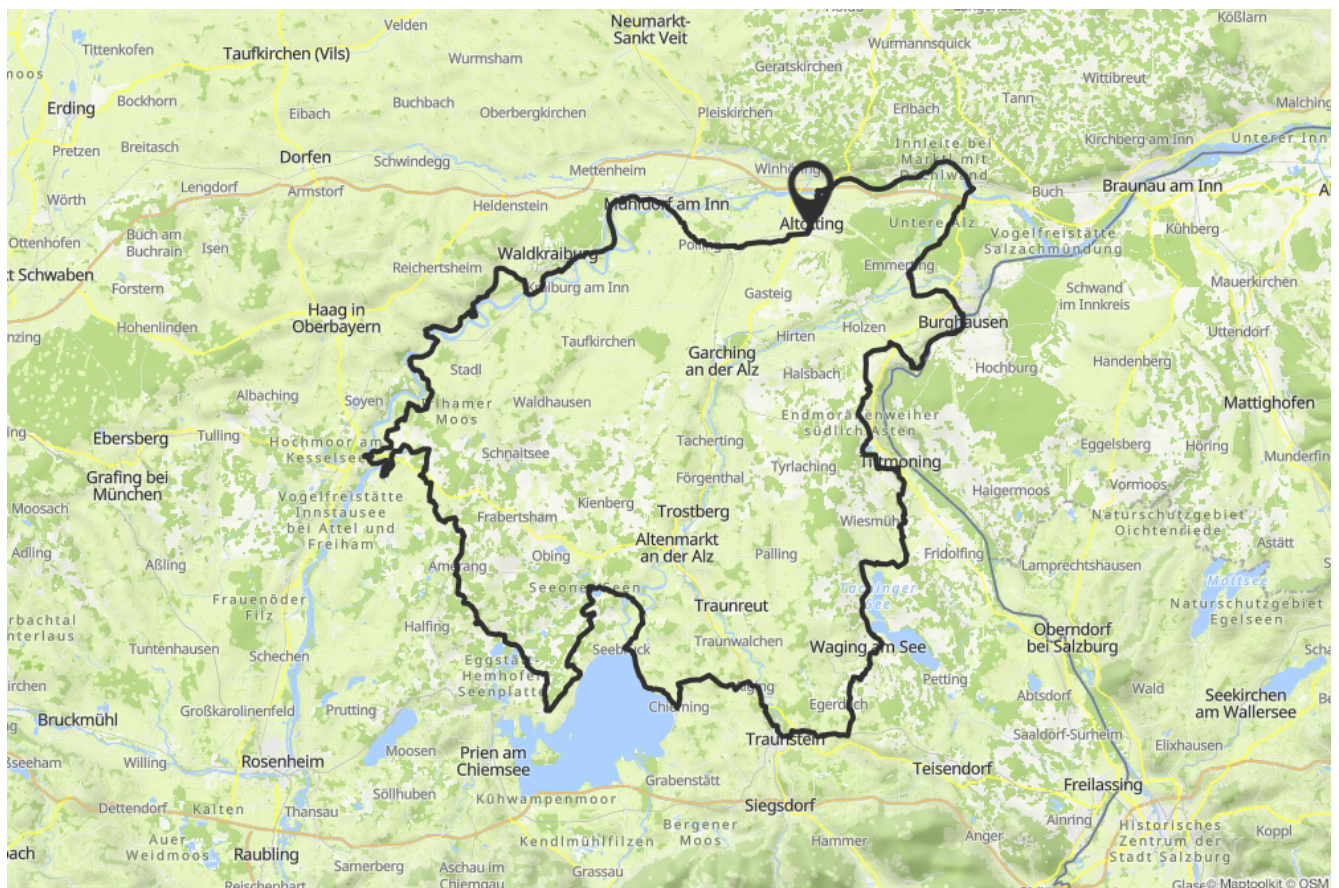 Velden
Neumarkt-
Sankt Veit
Kößlarn
Tittenkofen
Taufkirchen (Vils)
Wurmsham
Wurmannsquick
Geratskirchen
moos
Erding
Bockhorn
Buchbach
Eibach
Oberbergkirchen
Pleiskirchen
Erlbach
Tann
Wittibreut
Malching
Pretzen
Breitasch
Kirchberg am Inn
Unterer Inn
Dorfen
Schwindegg
Mettenheim
Winhöring
Innleite bei
Marktl mit
Dachlwand
Wörth
Lengdorf
Armstorf
Heldenstein
Mühldorf am Inn
Buch
Braunau am Inn
Ottenhofen
Buch am
Buchrain
Isen
Polling
Altötting
Untere Alz
Vogelfreistätte
Salzachmündung
Kühberg
t Schwaben
Forstern
Reichertsheim
Waldkraiburg
Kraiburg am Inn
Emmerting
Mauerkirchen
Gasteig
Schwand
im Innkreis
Haag in
Oberbayern
Hohenlinden
nzing
Taufkirchen
Hirten
Holzen
Burghausen
Uttendorf
Garching
an der Alz
Halsbach
Hochburg
Handenberg
Stadl
Albaching
Soyen
Waldhausen
Endmoränenweiher
südlich Asten
Mattighofen
Ebersberg
Tulling
Hochmoor am
Kesselsee
Schnaitsee
Tacherting
Eggelsberg
Höring
Grafing bei
München
Förgenthal
Tyrlaching
Tittmoning
Munderfin
Moosach
Vogelfreistätte
Innstausee
bei Attel und
Freiham
Kienberg
Trostberg
Halgermoos
Vormoos
Frabertsham
Wiesmühl
Naturschutzgebiet
Oichtenriede
Adling
Aßling
Altenmarkt
an der Alz
Obing
Palling
Fridolfing
Astätt
Amerang
Lamprechtshausen
Seeoner Seen
Tachinger
See
Mattsee
Frauenöder
Filz
Traunreut
Naturschutzgebiet
Egelseen
Halfing
Tuntenhausen
Schechen
Seebruck
Traunwalchen
Waging am See
Oberndorf
bei Salzburg
Eggstätt-
Hemhofer
Seenplatte
Petting
Abtsdorf
Wald
Seekirchen
am Wallersee
Großkarolinenfeld
Prutting
Chieming
Egerdach
Bruckmühl
Saaldorf-Surheim
Elixhausen
Rosenheim
Willing
Moosen
Prien am
Chiemsee
Traunstein
Teisendorf
Söllhuben
Grabenstätt
Freilassing
Dettendorf
Kalten
Thansau
Kühwampenmoor
Siegsdorf
Ainring
Auer
Weidmoos
Kendlmühlfilzen
Bergener
Moos
Hammer
Anger
Historisches
Zentrum der
Stadt Salzburg
Koppl
Raubling
Samerberg
Aschau im
Chiemgau
Grassau
© Maptoolkit © OSM